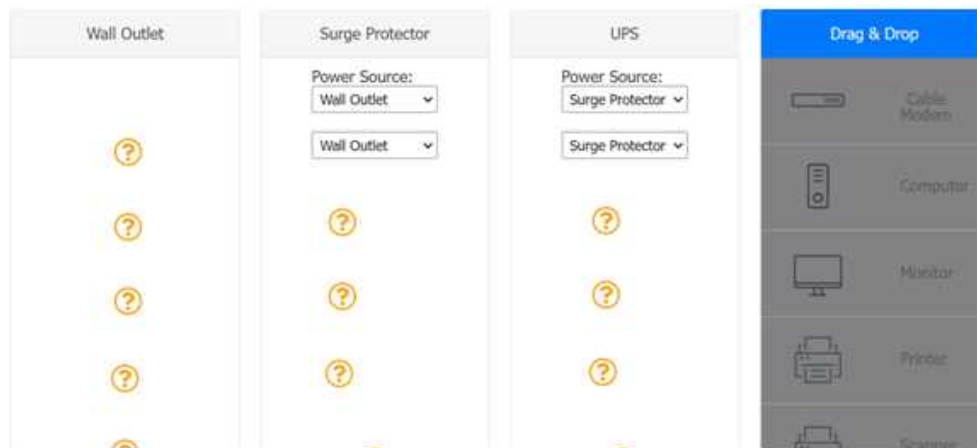 Wall Outlet
Surge Protector
UPS
Drag & Drop
Power Source:
Wall Outlet
Wall Outlet
Power Source:
Surge Protector
Surge Protector
Cable
Modem
Computer
Monitor
Printer
Scanner